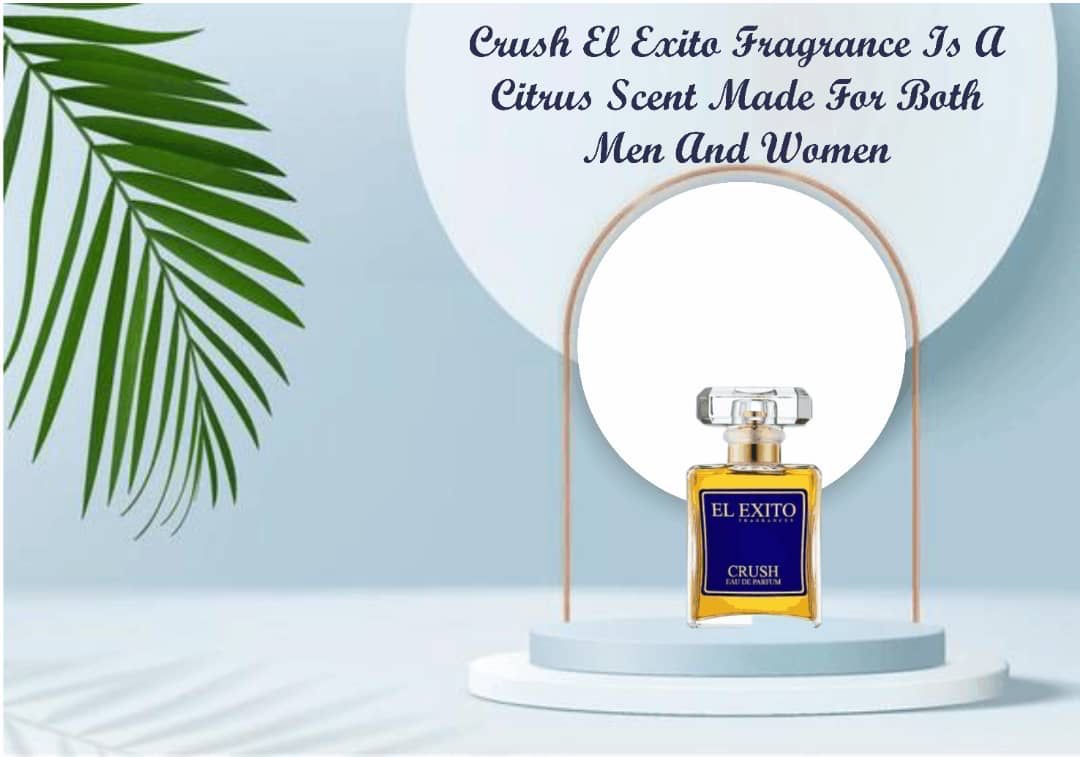 Crush El Exito Fragrance Is A
Citrus Scent Made For Both
Men And Women
EL EXITO
FRAGRANCES
CRUSH
EAU DE PARFUM